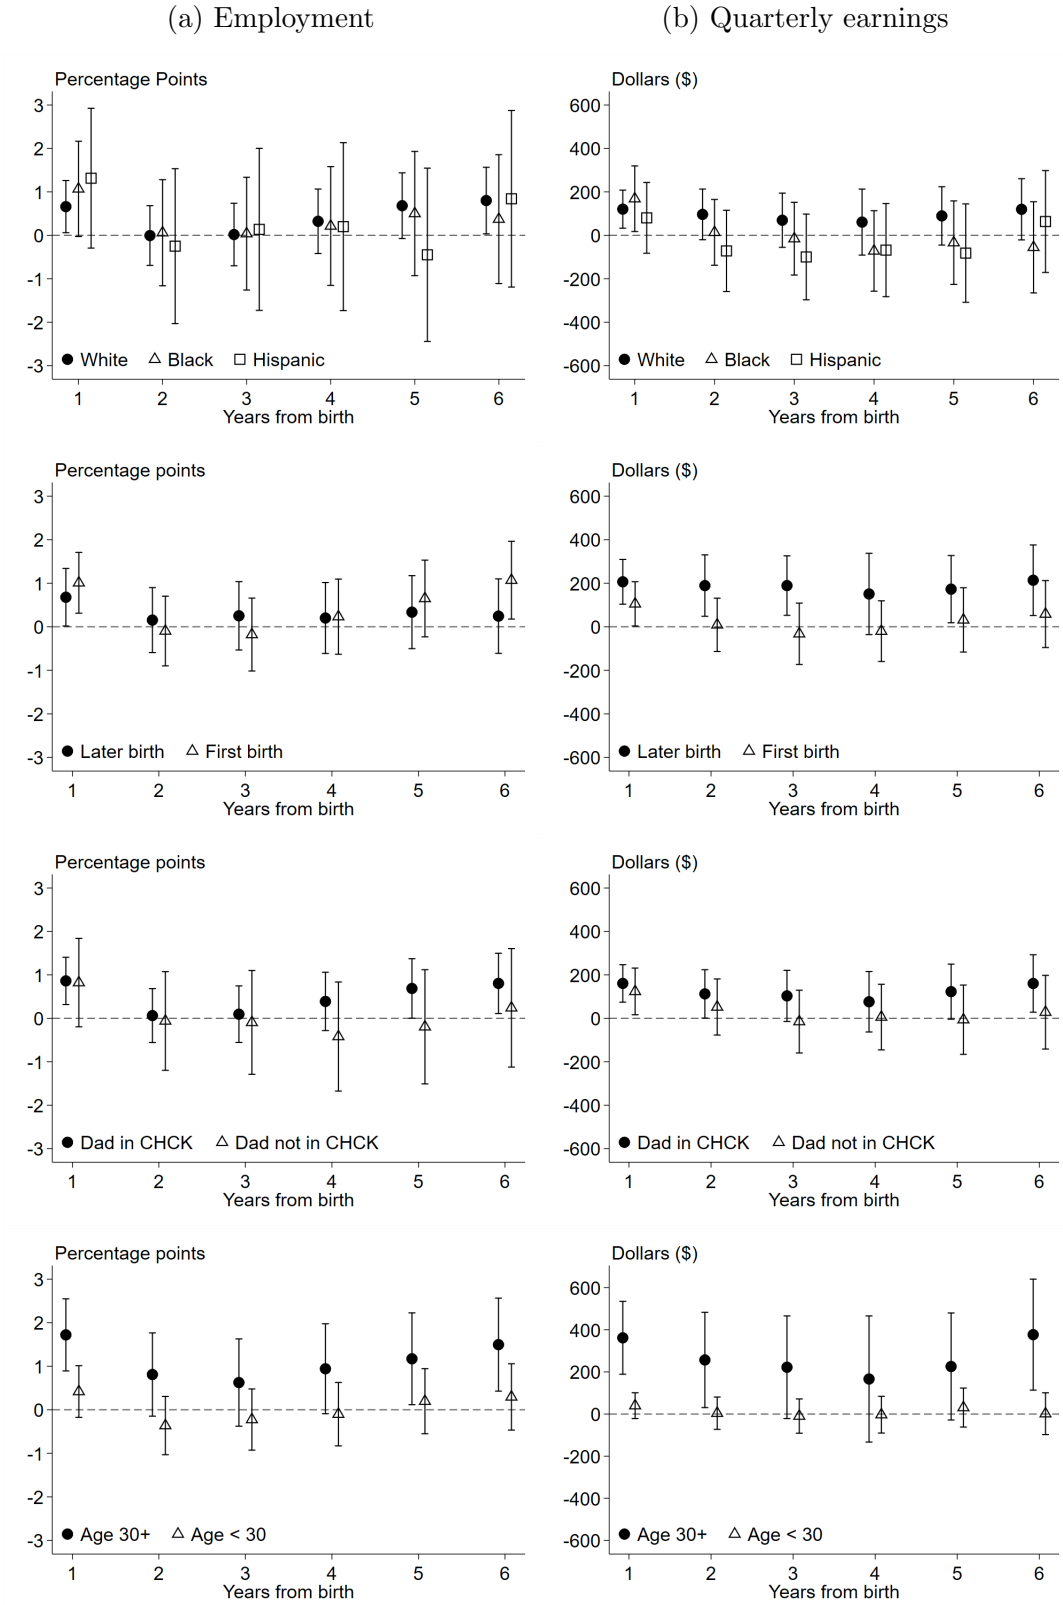 (a) Employment
(b) Quarterly earnings
Percentage Points
3
2
1
0
-1
-2
-3
White Black Hispanic
1 2 3 4 5 6
Years from birth
Dollars ($)
600
400
200
0
-200
-400
-600
White Black Hispanic
1 2 3 4 5 6
Years from birth
Percentage points
3
2
1
0
-1
-2
-3
Later birth First birth
1 2 3 4 5 6
Years from birth
Dollars ($)
600
400
200
0
-200
-400
-600
Later birth First birth
1 2 3 4 5 6
Years from birth
Percentage points
3
2
1
0
-1
-2
-3
Dad in CHCK Dad not in CHCK
1 2 3 4 5 6
Years from birth
Dollars ($)
600
400
200
0
-200
-400
-600
Dad in CHCK Dad not in CHCK
1 2 3 4 5 6
Years from birth
Percentage points
3
2
1
0
-1
-2
-3
Age 30+ Age < 30
1 2 3 4 5 6
Years from birth
Dollars ($)
600
400
200
0
-200
-400
-600
Age 30+ Age < 30
1 2 3 4 5 6
Years from birth